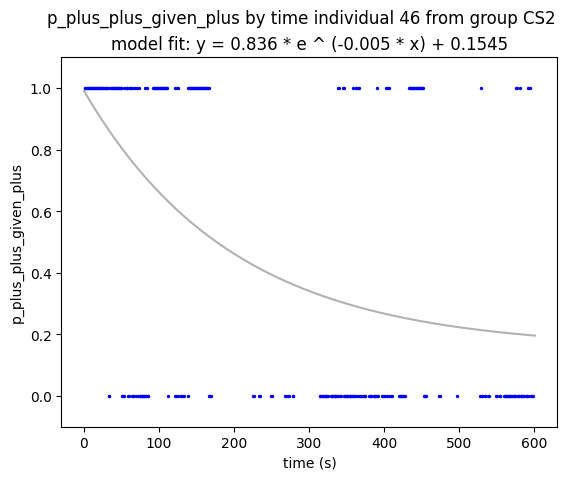 p_plus_plus_given_plus by time individual 46 from group CS2
model fit: y = 0.836 * e ^ (-0.005 * x) + 0.1545
1.0
0.8
0.6
0.4
0.2
0.0
p_plus_plus_given_plus
0 100 200 300 400 500 600
time (s)